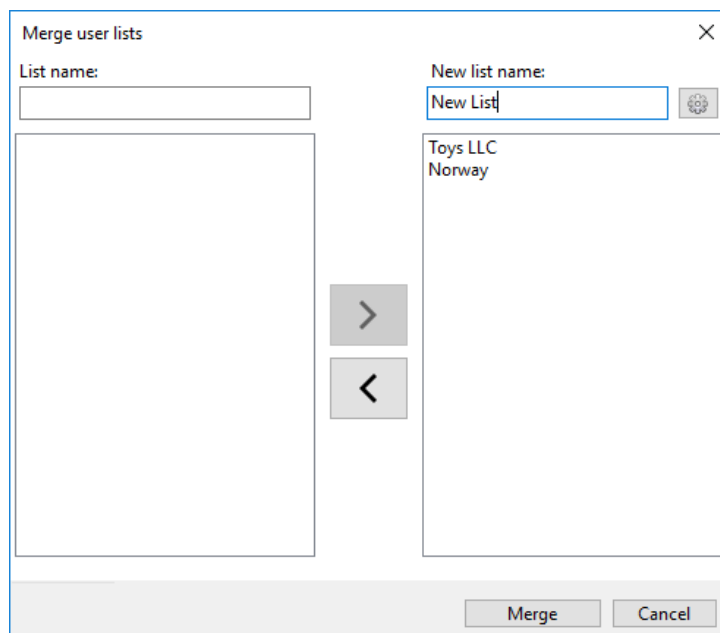 Merge user lists
List name:
New list name:
New List
Toys LLC
Norway
Merge
Cancel